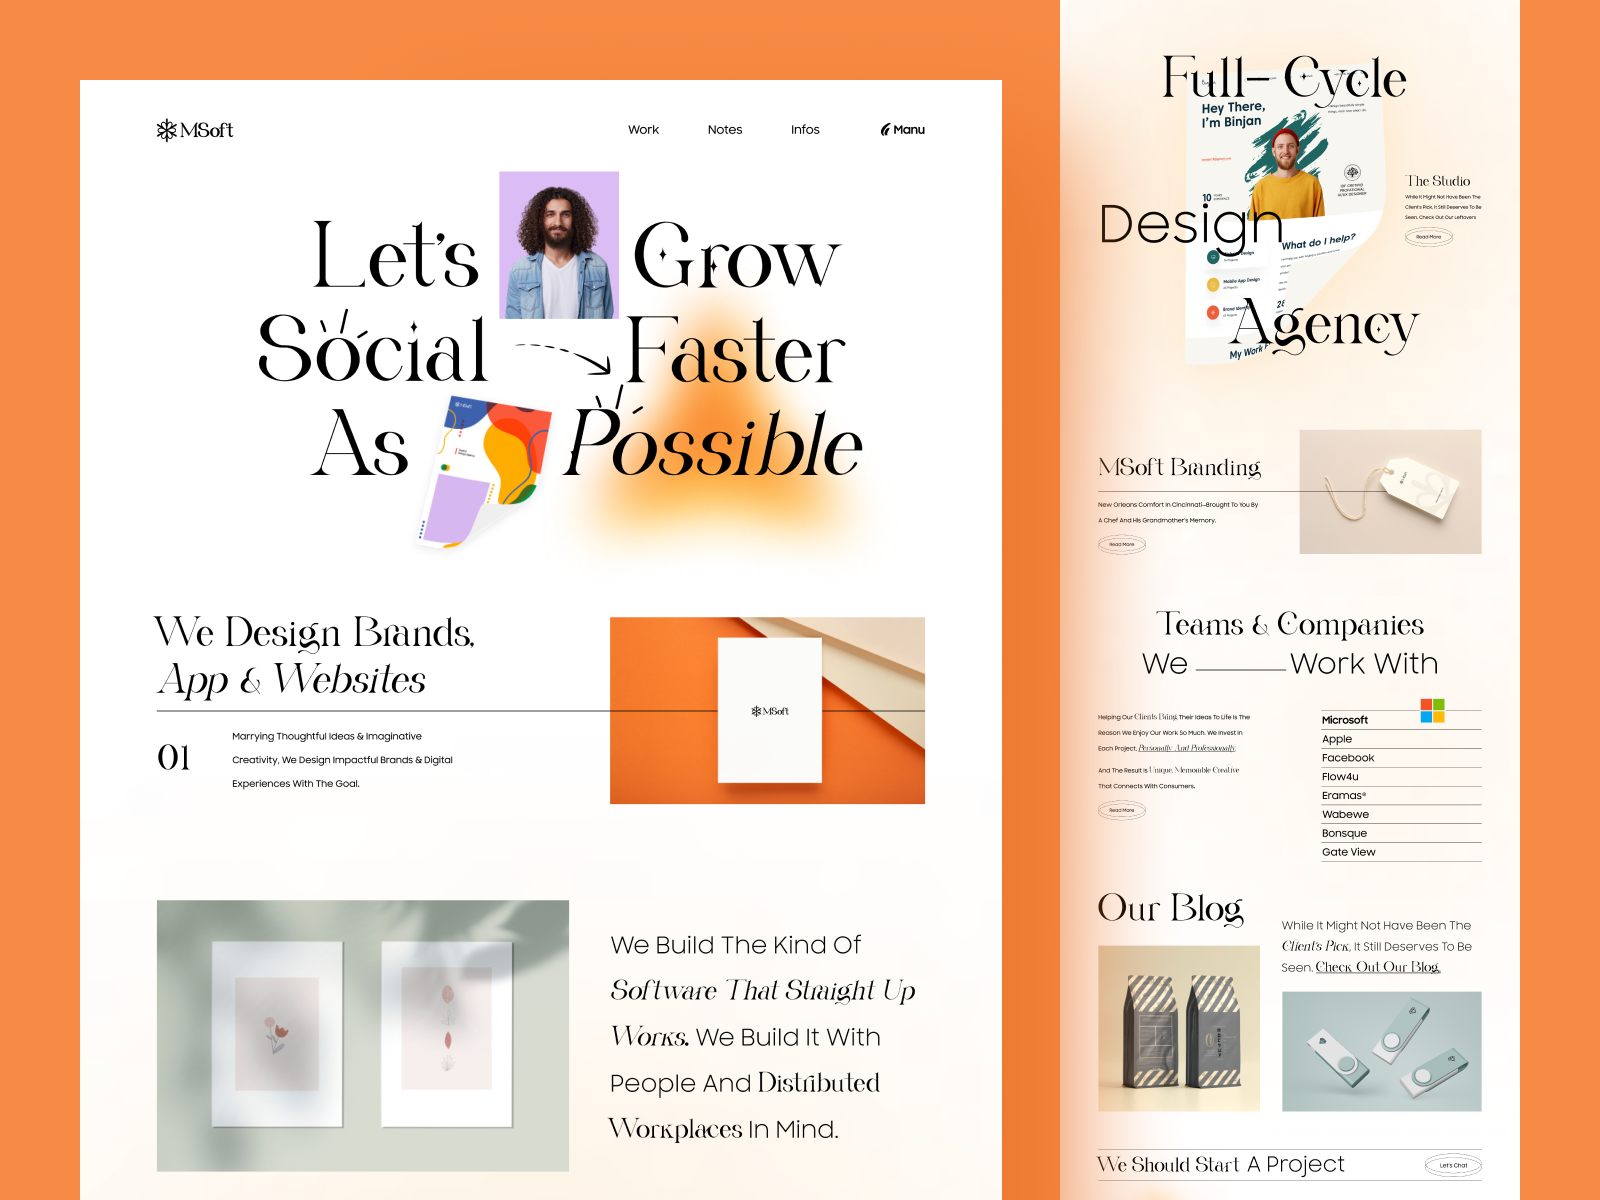 MSoft
Work
Notes
Infos
Manu
Let's Grow
Social Faster
As Possible
MSoft
We Design Brands,
App & Websites
01
Marrying Thoughtful Ideas & Imaginative
Creativity, We Design Impactful Brands & Digital
Experiences With The Goal.
MSoft
We Build The Kind Of
Software That Straight Up
Works. We Build It With
People And Distributed
Workplaces In Mind.
Full– Cycle
Hey There,
I'm Binjan
10
Design
What do I help?
Mobile App Design
Agency
My Work
The Studio
While It Might Not Have Been The
Client's Pick, It Still Deserves To Be
Seen. Check Out Our Leftovers
Read More
MSoft Branding
New Orleans Comfort In Cincinnati—Brought To You By
A Chef And His Grandmother's Memory.
Read More
Teams & Companies
We Work With
Helping Our Clients Bring Their Ideas To Life Is The
Reason We Enjoy Our Work So Much. We Invest In
Each Project, Personally And Professionally.
And The Result Is Unique, Memorable Creative
That Connects With Consumers.
Read More
Microsoft
Apple
Facebook
Flow4u
Eramas®
Wabewe
Bonsque
Gate View
Our Blog
While It Might Not Have Been The
Client's Pick, It Still Deserves To Be
Seen. Check Out Our Blog.
We Should Start A Project
Let's Chat